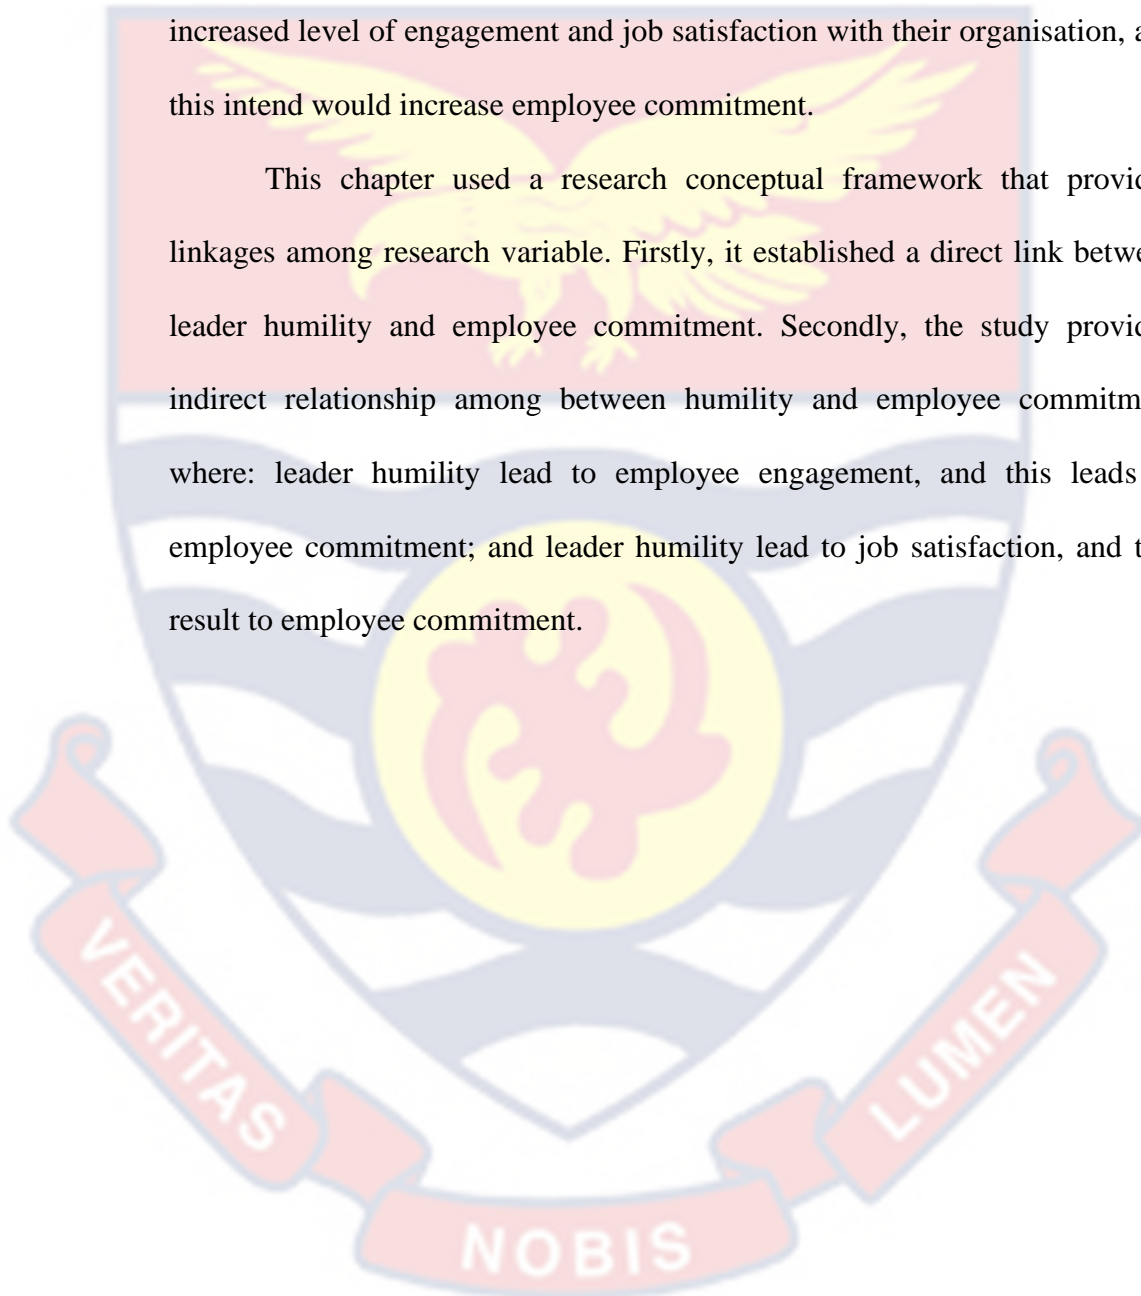 increased level of engagement and job satisfaction with their organisation, a
this intend would increase employee commitment.
This chapter used a research conceptual framework that provid
linkages among research variable. Firstly, it established a direct link betwe
leader humility and employee commitment. Secondly, the study provid
indirect relationship among between humility and employee commitm
where: leader humility lead to employee engagement, and this leads
employee commitment; and leader humility lead to job satisfaction, and t
result to employee commitment.
VERITAS
NOBIS
LUMEN